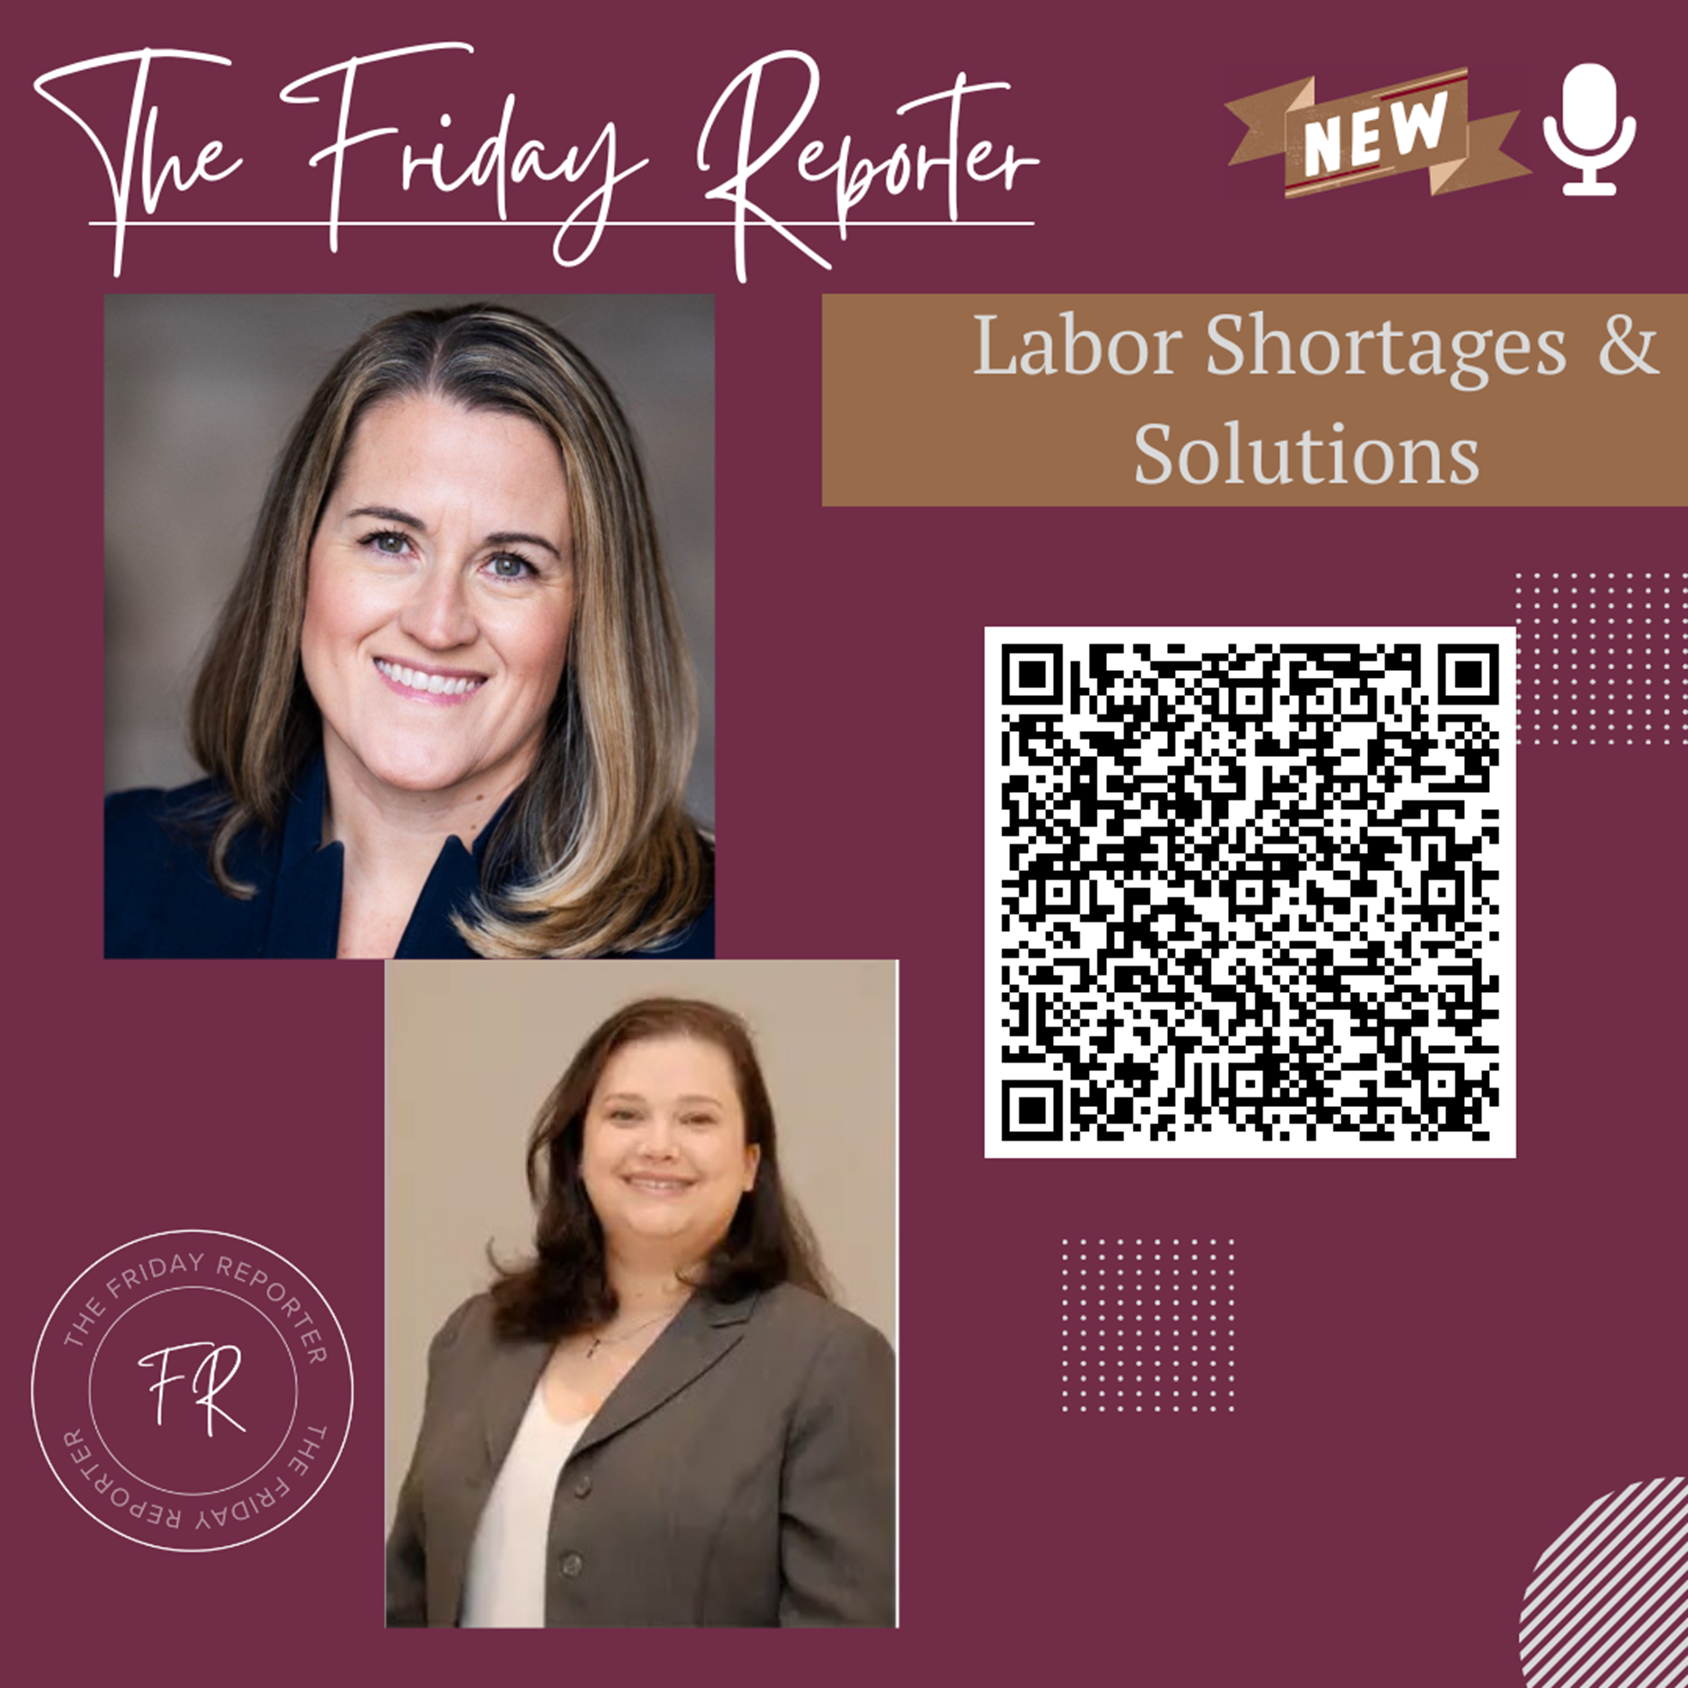 The Friday Reporter
NEW
Labor Shortages &
Solutions
THE FRIDAY REPORTER
FR
THE FRIDAY REPORTER